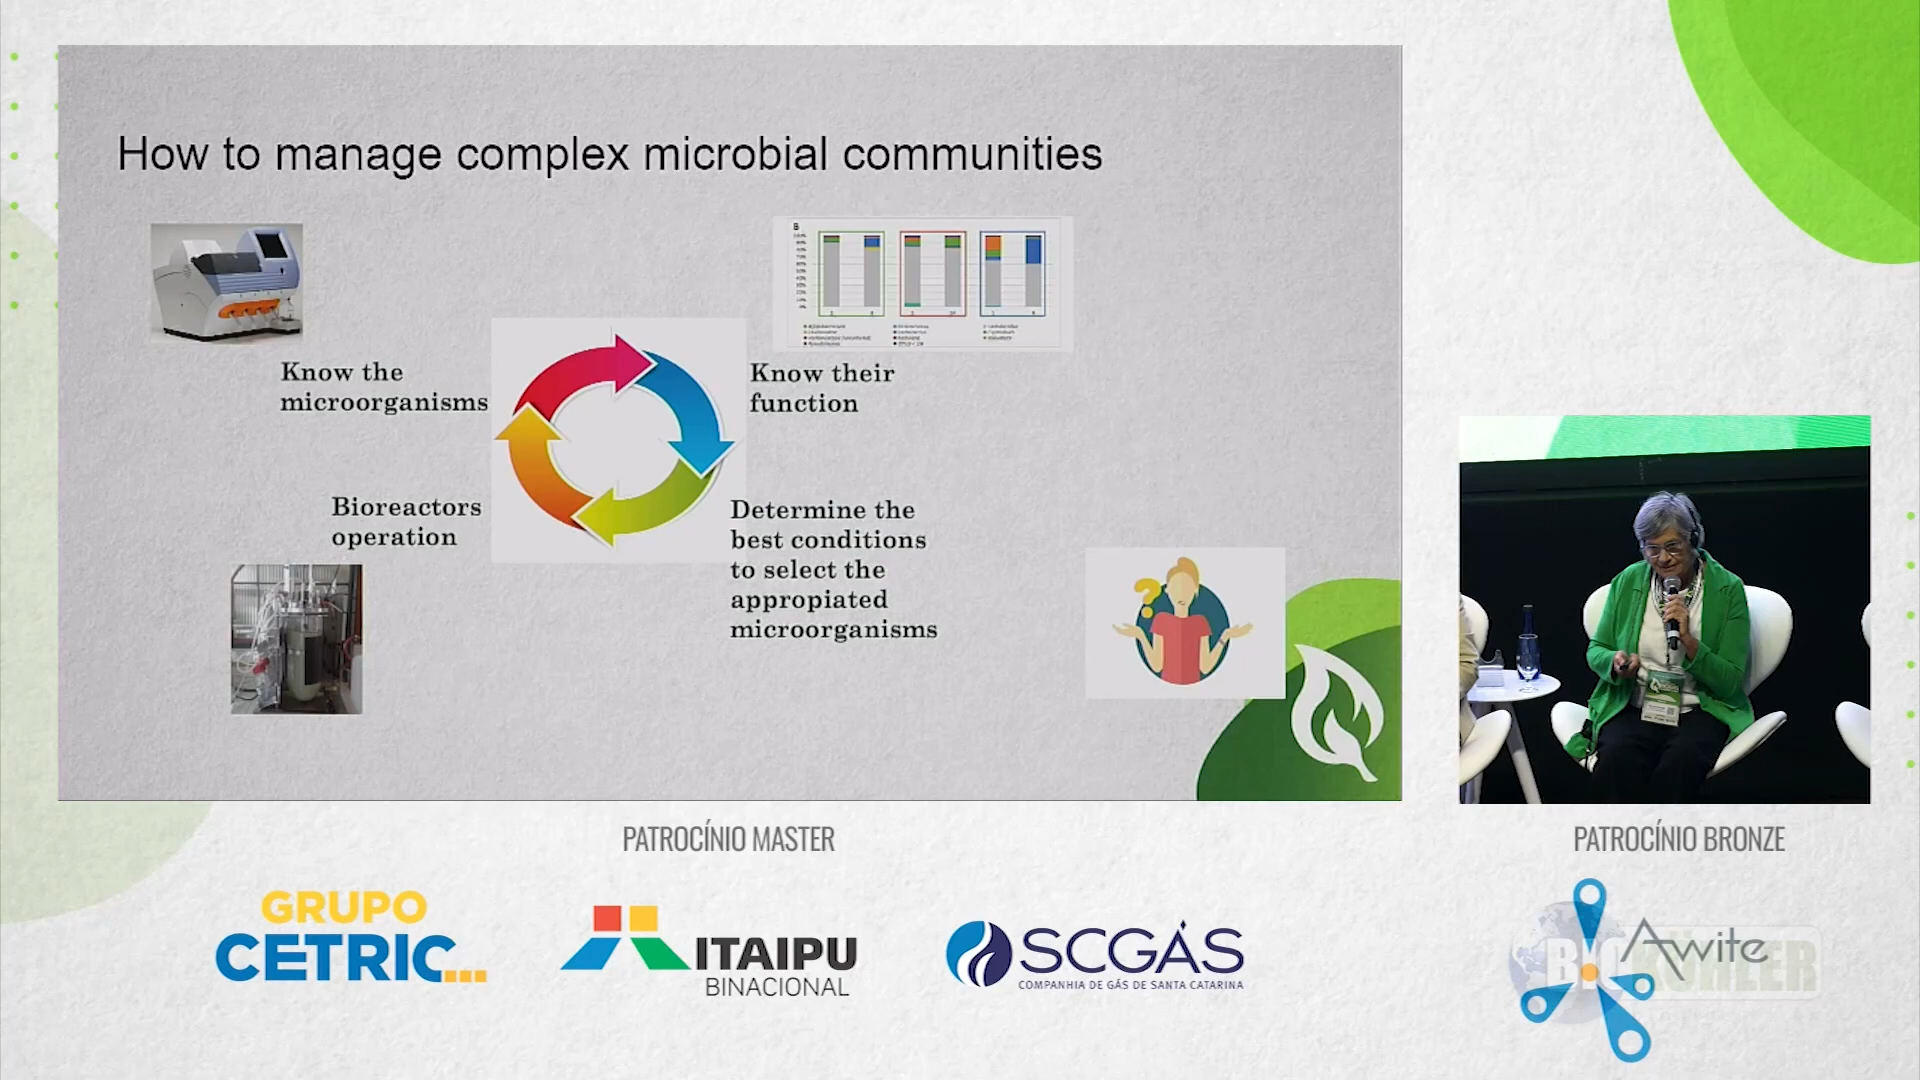 How to manage complex microbial communities
B
Know the
microorganisms
Know their
function
Bioreactors
operation
Determine the
best conditions
to select the
appropiated
microorganisms
PATROCÍNIO MASTER
PATROCÍNIO BRONZE
GRUPO
CETRIC...
ITAIPU
BINACIONAL
SCGÁS
COMPANHIA DE GÁS DE SANTA CATARINA
Awite
BIOKÖHLER